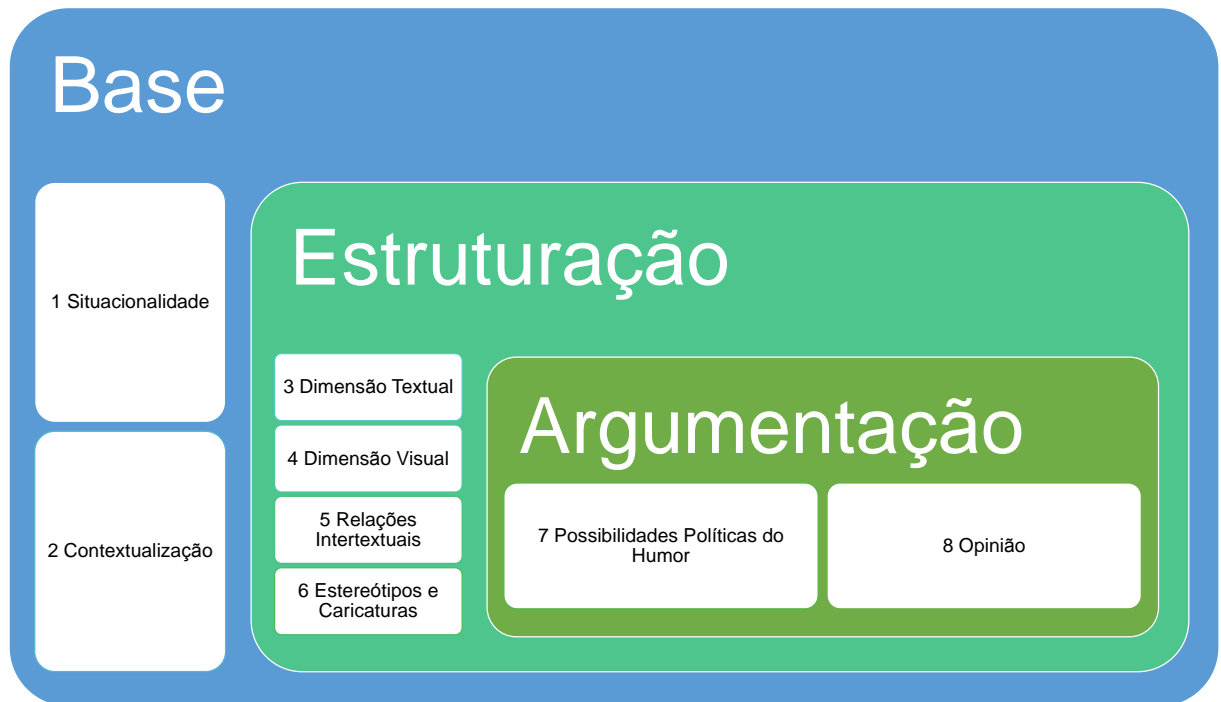 Base
1 Situacionalidade
2 Contextualização
Estruturação
3 Dimensão Textual
4 Dimensão Visual
5 Relações
Intertextuais
6 Estereótipos e
Caricaturas
Argumentação
7 Possibilidades Políticas do
Humor
8 Opinião